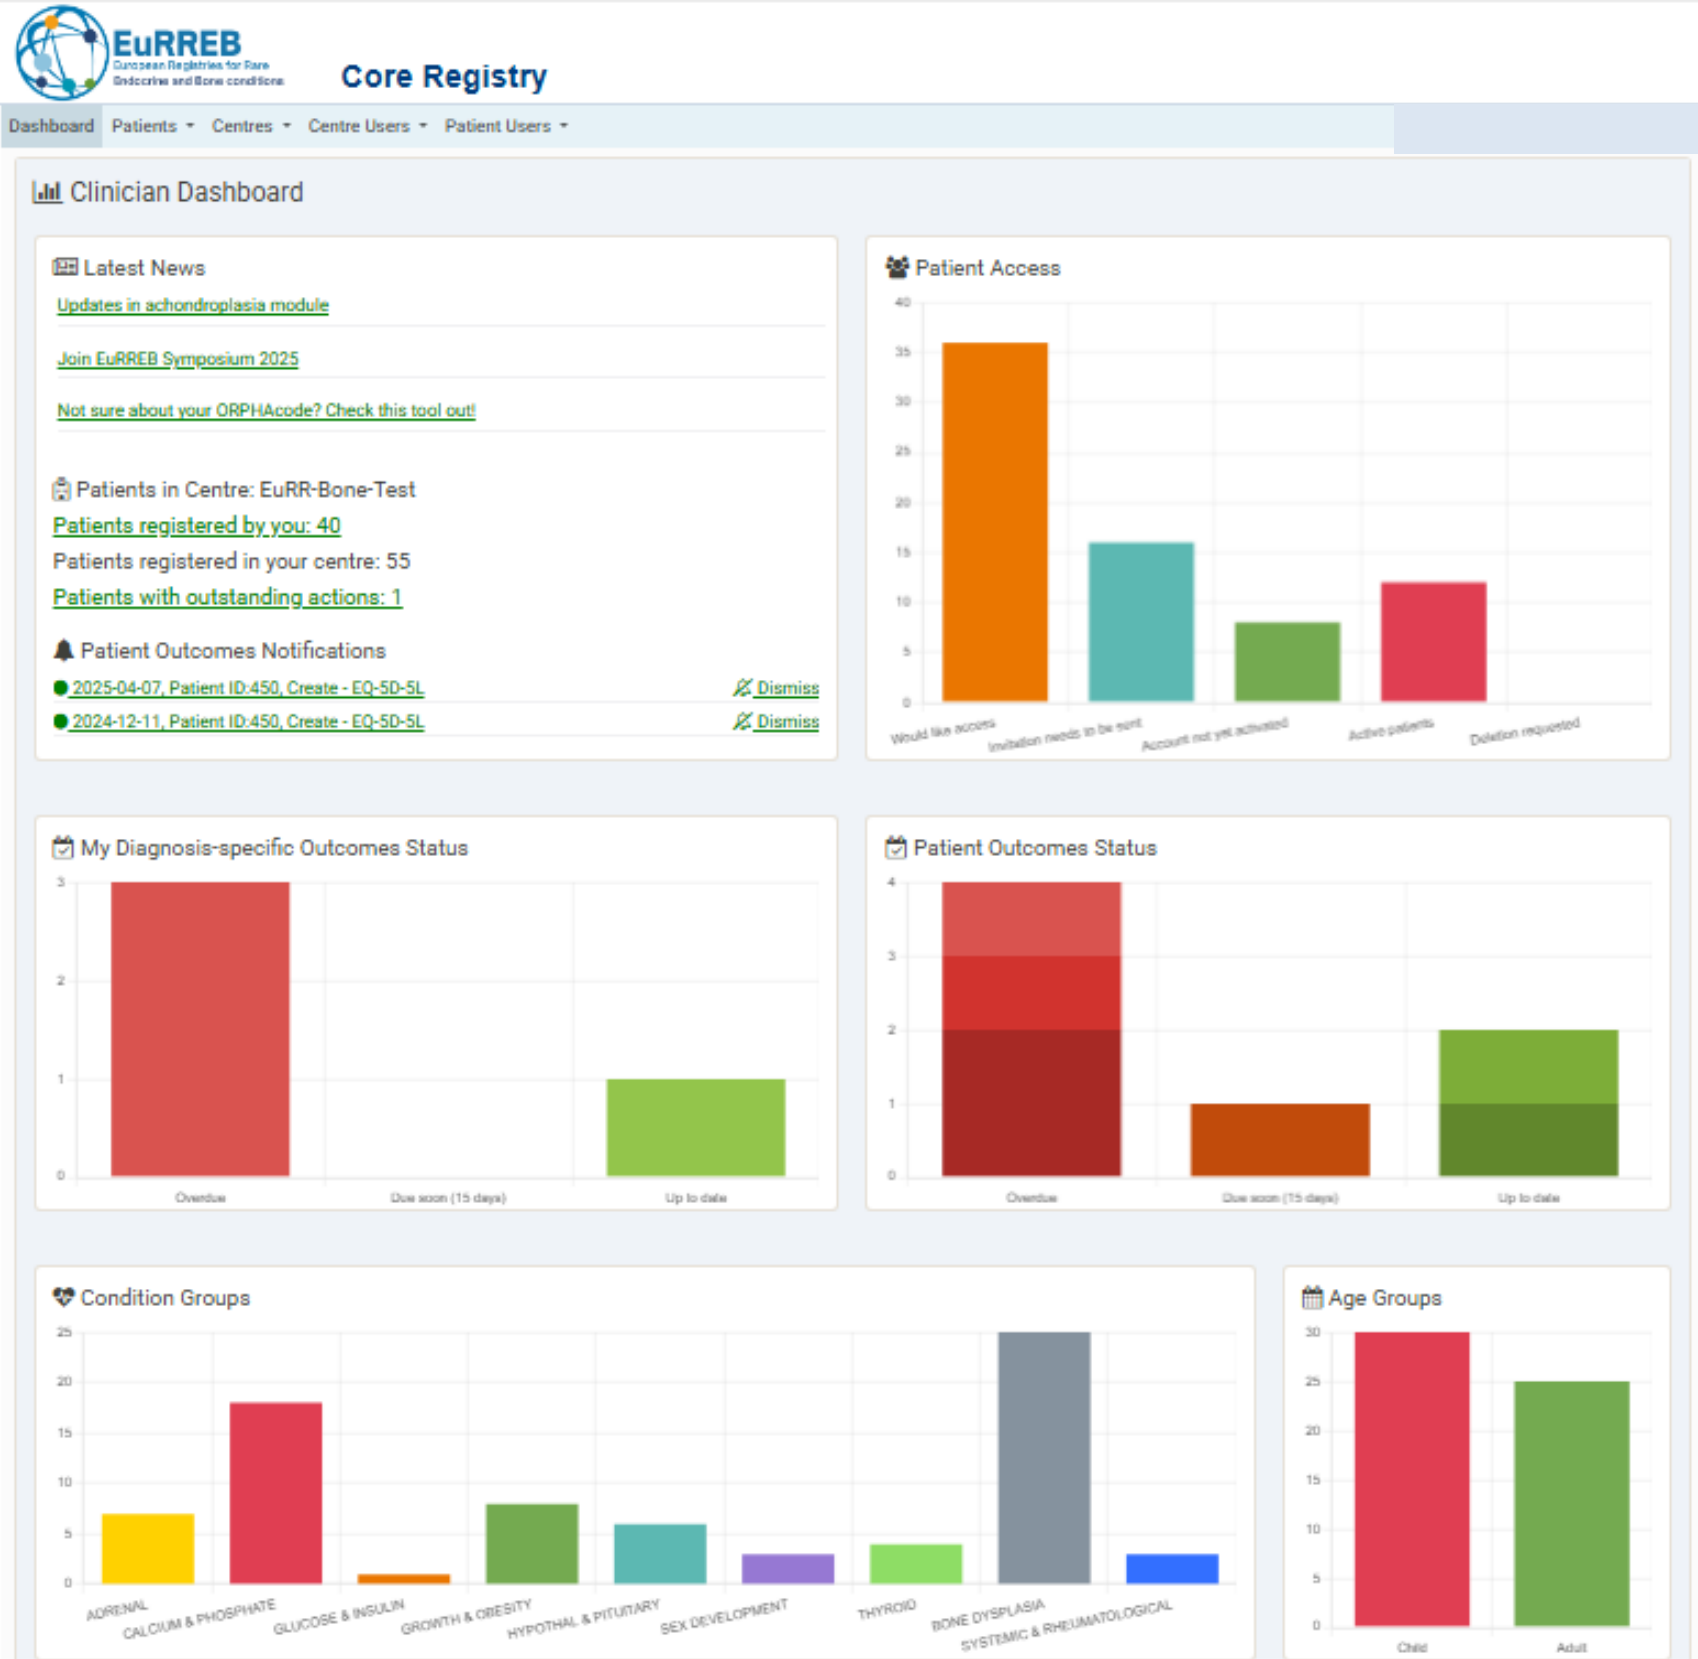 EuRREB
European Registries for Rare
Endocrine and Bone conditions
Core Registry
Dashboard Patients Centres Centre Users Patient Users
Clinician Dashboard
Latest News
Updates in achondroplasia module
Join EuRREB Symposium 2025
Not sure about your ORPHAcode? Check this tool out!
Patients in Centre: EuRR-Bone-Test
Patients registered by you: 40
Patients registered in your centre: 55
Patients with outstanding actions: 1
Patient Outcomes Notifications
2025-04-07, Patient ID:450, Create - EQ-5D-5L Dismiss
2024-12-11, Patient ID:450, Create - EQ-5D-5L Dismiss
Patient Access
40
35
30
25
20
15
10
5
0
Would like access
Invitation needs to be sent
Account not yet activated
Active patients
Deletion requested
My Diagnosis-specific Outcomes Status
3
2
1
0
Overdue Due soon (15 days) Up to date
Patient Outcomes Status
4
3
2
1
0
Overdue Due soon (15 days) Up to date
Condition Groups
25
20
15
10
5
0
ADRENAL
CALCIUM & PHOSPHATE
GLUCOSE & INSULIN
GROWTH & OBESITY
HYPOTHAL & PITUITARY
SEX DEVELOPMENT
THYROID
BONE DYSPLASIA
SYSTEMIC & RHEUMATOLOGICAL
Age Groups
30
25
20
15
10
5
0
Child Adult